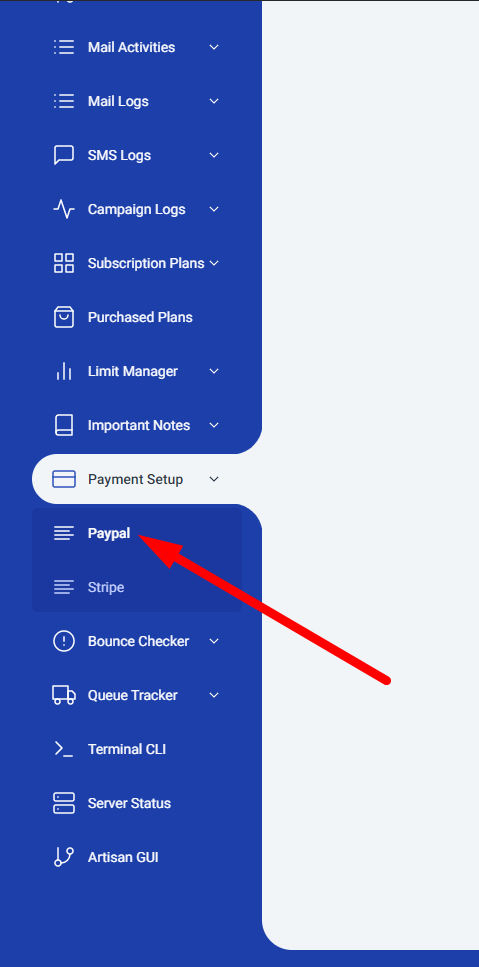 Mail Activities
Mail Logs
SMS Logs
Campaign Logs
Subscription Plans
Purchased Plans
Limit Manager
Important Notes
Payment Setup
Paypal
Stripe
Bounce Checker
Queue Tracker
Terminal CLI
Server Status
Artisan GUI